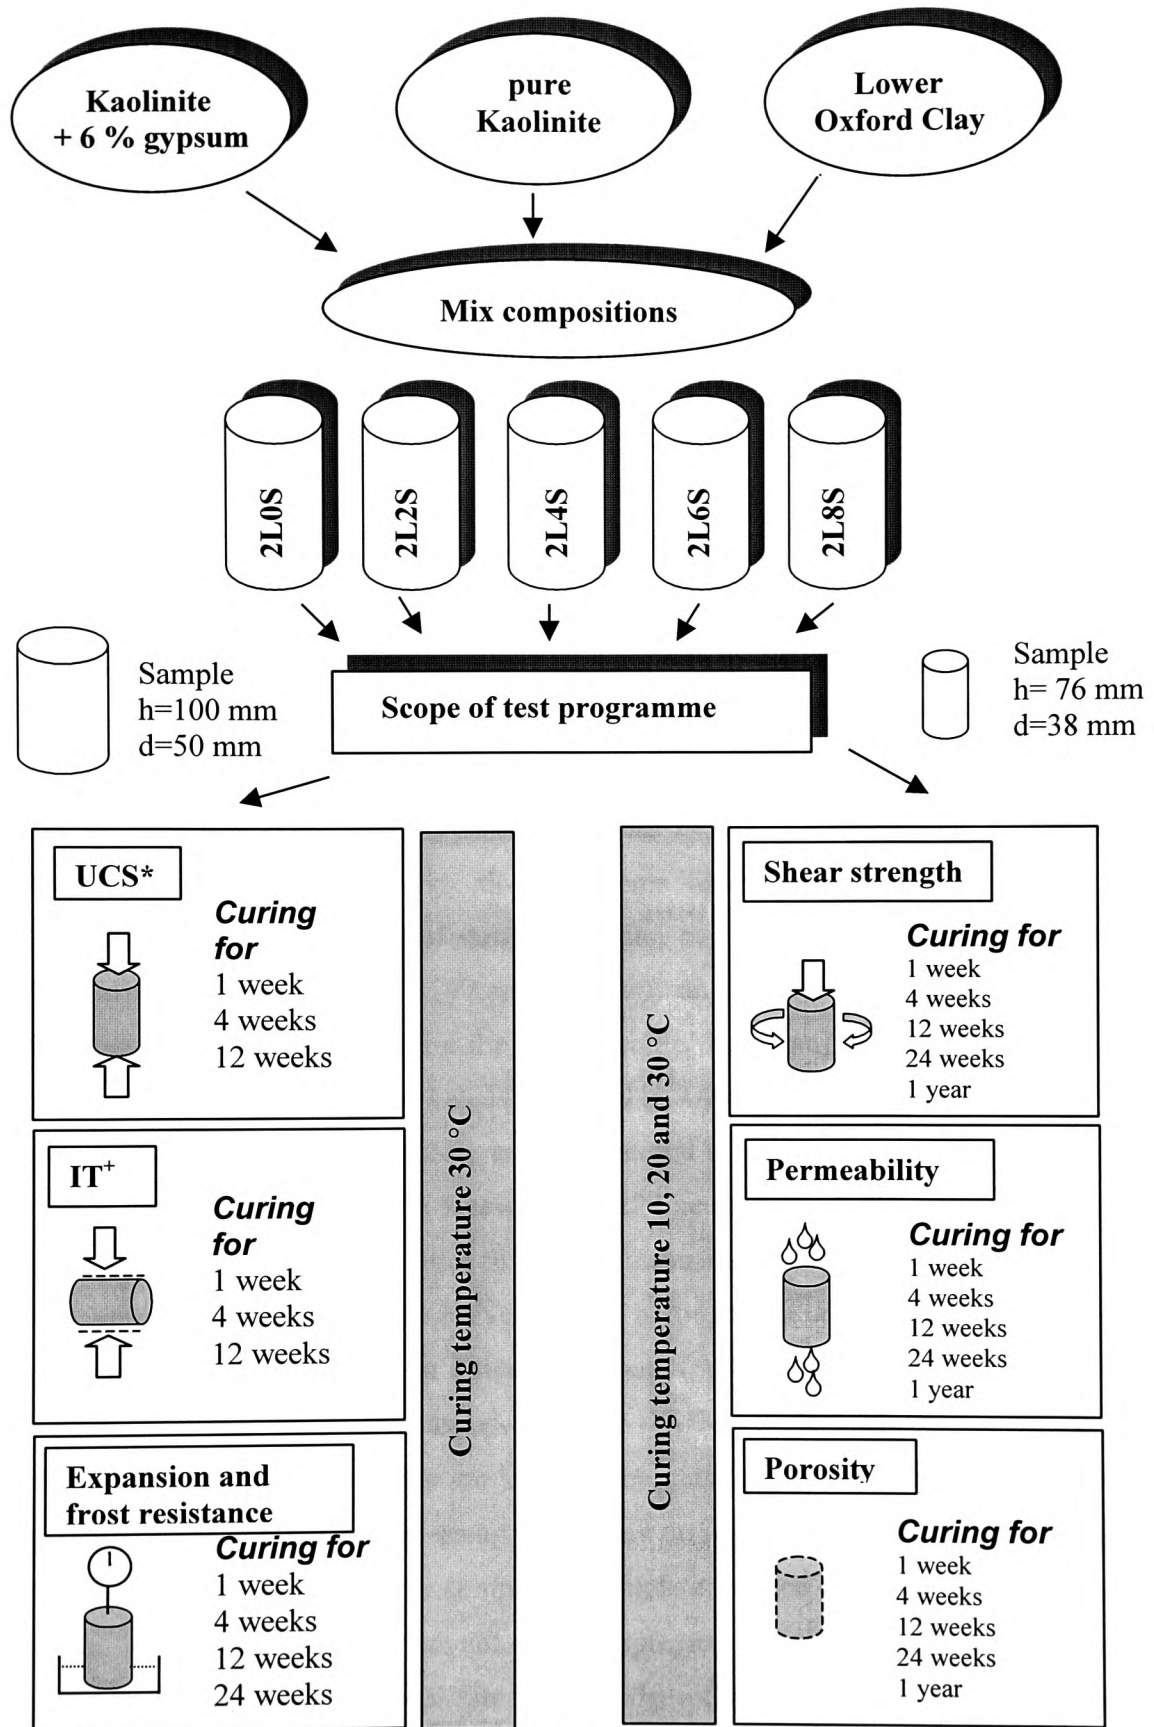 Kaolinite
+ 6 % gypsum
pure
Kaolinite
Lower
Oxford Clay
Mix compositions
2L0S
2L2S
2L4S
2L6S
2L8S
Sample
h=100 mm
d=50 mm
Scope of test programme
Sample
h= 76 mm
d=38 mm
UCS*
Curing
for
1 week
4 weeks
12 weeks
IT+
Curing
for
1 week
4 weeks
12 weeks
Expansion and
frost resistance
Curing for
1 week
4 weeks
12 weeks
24 weeks
Curing temperature 30 °C
Curing temperature 10, 20 and 30 °C
Shear strength
Curing for
1 week
4 weeks
12 weeks
24 weeks
1 year
Permeability
Curing for
1 week
4 weeks
12 weeks
24 weeks
1 year
Porosity
Curing for
1 week
4 weeks
12 weeks
24 weeks
1 year